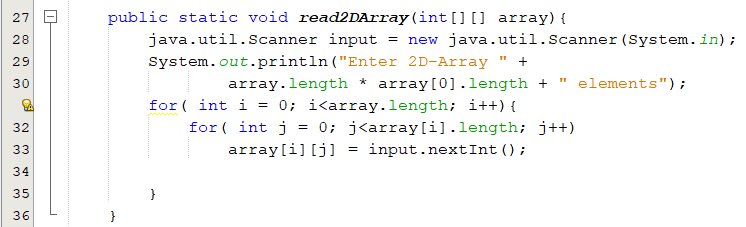 27 public static void read2DArray(int[][] array){
28 java.util.Scanner input = new java.util.Scanner(System.in);
29 System.out.println("Enter 2D-Array " +
30 array.length * array[0].length + " elements");
for( int i = 0; i<array.length; i++){
32 for( int j = 0; j<array[i].length; j++)
33 array[i][j] = input.nextInt();
34
35 }
36 }